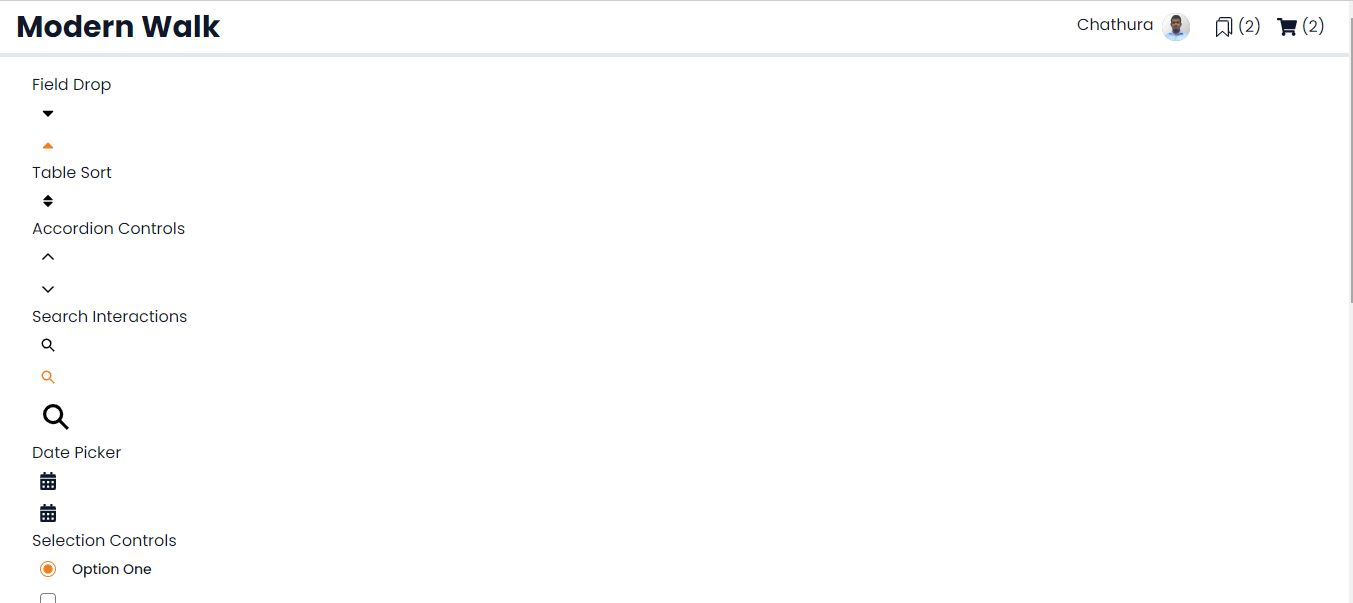 Modern Walk
Chathura (2) (2)
Field Drop
Table Sort
Accordion Controls
Search Interactions
Date Picker
Selection Controls
Option One